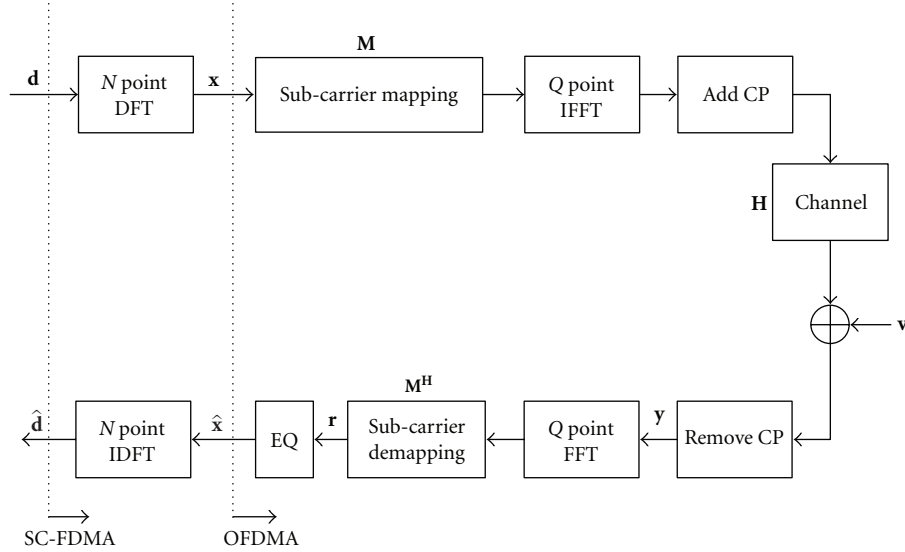 M
d
N point
DFT
x
Sub-carrier mapping
Q point
IFFT
Add CP
H
Channel
v
M^H
d̂
N point
IDFT
x̂
EQ
r
Sub-carrier
demapping
Q point
FFT
y
Remove CP
SC-FDMA
OFDMA